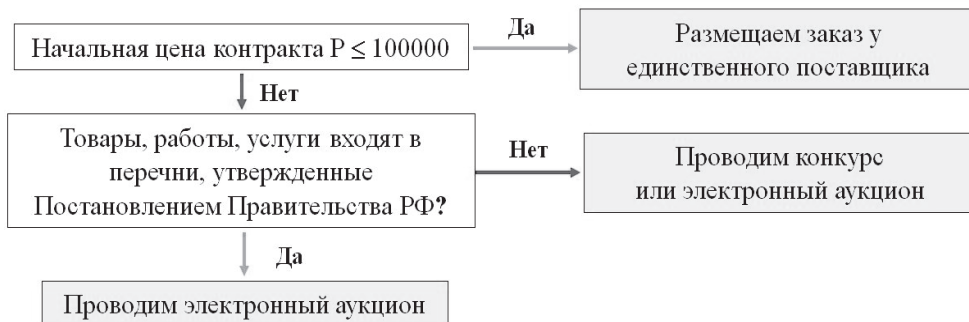 Начальная цена контракта P ≤ 100000
Да
Размещаем заказ у
единственного поставщика
Нет
Товары, работы, услуги входят в
перечни, утвержденные
Постановлением Правительства РФ?
Нет
Проводим конкурс
или электронный аукцион
Да
Проводим электронный аукцион